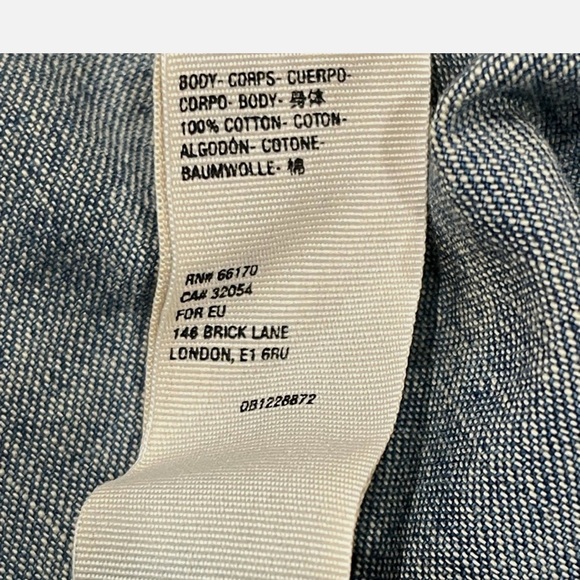 BODY- CORPS- CUERPO-
CORPO- BODY- 身体
100% COTTON- COTON-
ALGODÓN- COTONE-
BAUMWOLLE- 棉
RN# 66170
CA# 32054
FOR EU
146 BRICK LANE
LONDON, E1 6RU
DB1228872